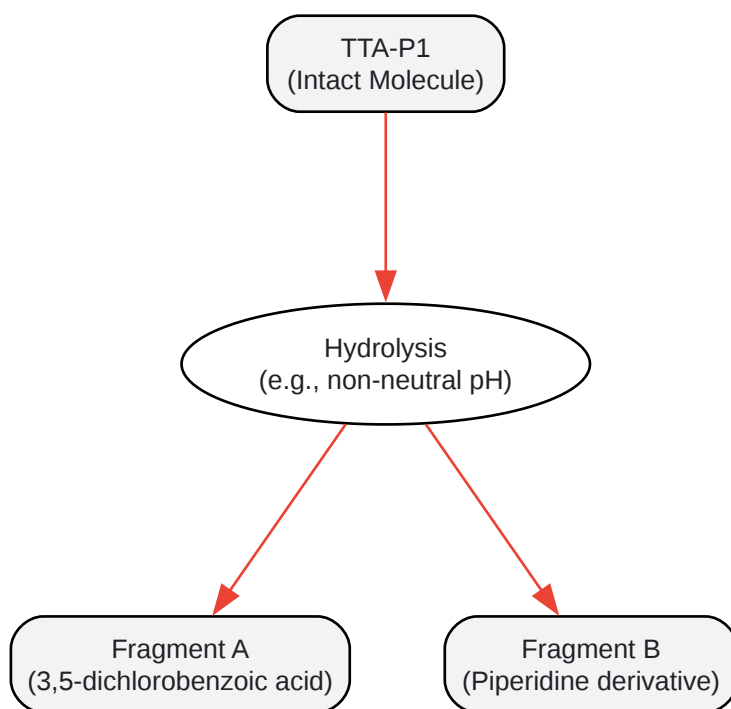 TTA-P1
(Intact Molecule)
Hydrolysis
(e.g., non-neutral pH)
Fragment A
(3,5-dichlorobenzoic acid)
Fragment B
(Piperidine derivative)